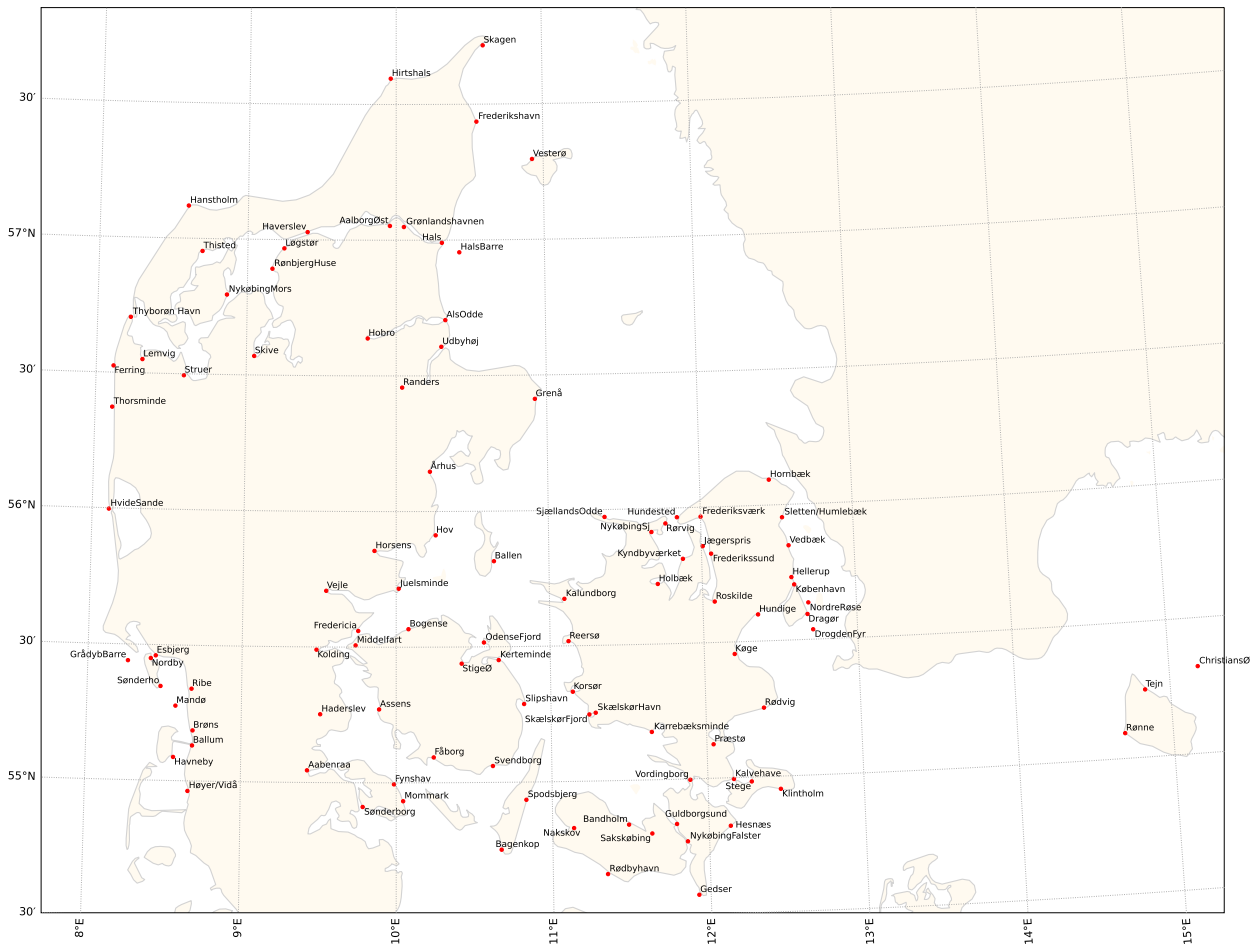 Skagen
Hirtshals
30′
Frederikshavn
Vesterø
Hanstholm
AalborgØst
Grønlandshavnen
Haverslev
57°N
Hals
Thisted
Løgstør
HalsBarre
RønbjergHuse
NykøbingMors
Thyborøn Havn
AlsOdde
Hobro
Udbyhøj
Lemvig
Skive
Ferring
Struer
30′
Randers
Grenå
Thorsminde
Århus
Hornbæk
HvideSande
56°N
SjællandsOdde
Hundested
Frederiksværk
Sletten/Humlebæk
NykøbingSj
Rørvig
Hov
Jægerspris
Vedbæk
Horsens
Kyndbyværket
Frederikssund
Ballen
Hellerup
Holbæk
Vejle
Juelsminde
København
Kalundborg
Roskilde
NordreRøse
Hundige
Dragør
Fredericia
Bogense
DrogdenFyr
30′
Middelfart
OdenseFjord
Reersø
Kolding
Køge
Esbjerg
GrådybBarre
Nordby
Kerteminde
StigeØ
ChristiansØ
Sønderho
Ribe
Korsør
Tejn
Mandø
Slipshavn
Assens
Haderslev
SkælskørHavn
SkælskørFjord
Rødvig
Brøns
Karrebæksminde
Rønne
Ballum
Præstø
Havneby
Fåborg
Svendborg
Aabenraa
55°N
Fynshav
Vordingborg
Kalvehave
Stege
Høyer/Vidå
Klintholm
Mommark
Spodsbjerg
Sønderborg
Guldborgsund
Bandholm
Hesnæs
Nakskov
Sakskøbing
NykøbingFalster
Bagenkop
Rødbyhavn
Gedser
30′
8°E
9°E
10°E
11°E
12°E
13°E
14°E
15°E